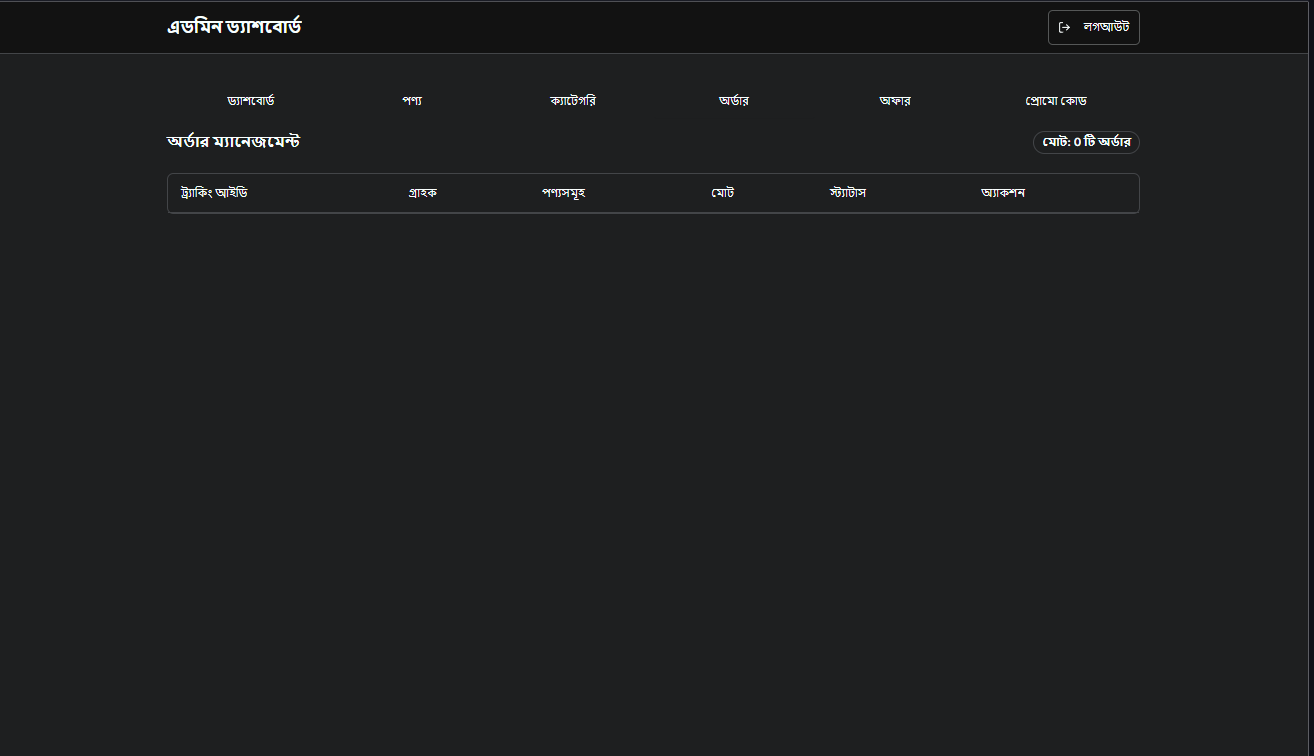 এডমিন ড্যাশবোর্ড লগআউট
ড্যাশবোর্ড পণ্য ক্যাটেগরি অর্ডার অফার প্রোমো কোড
অর্ডার ম্যানেজমেন্ট মোট: 0 টি অর্ডার
ট্র্যাকিং আইডি গ্রাহক পণ্যসমূহ মোট স্ট্যাটাস অ্যাকশন